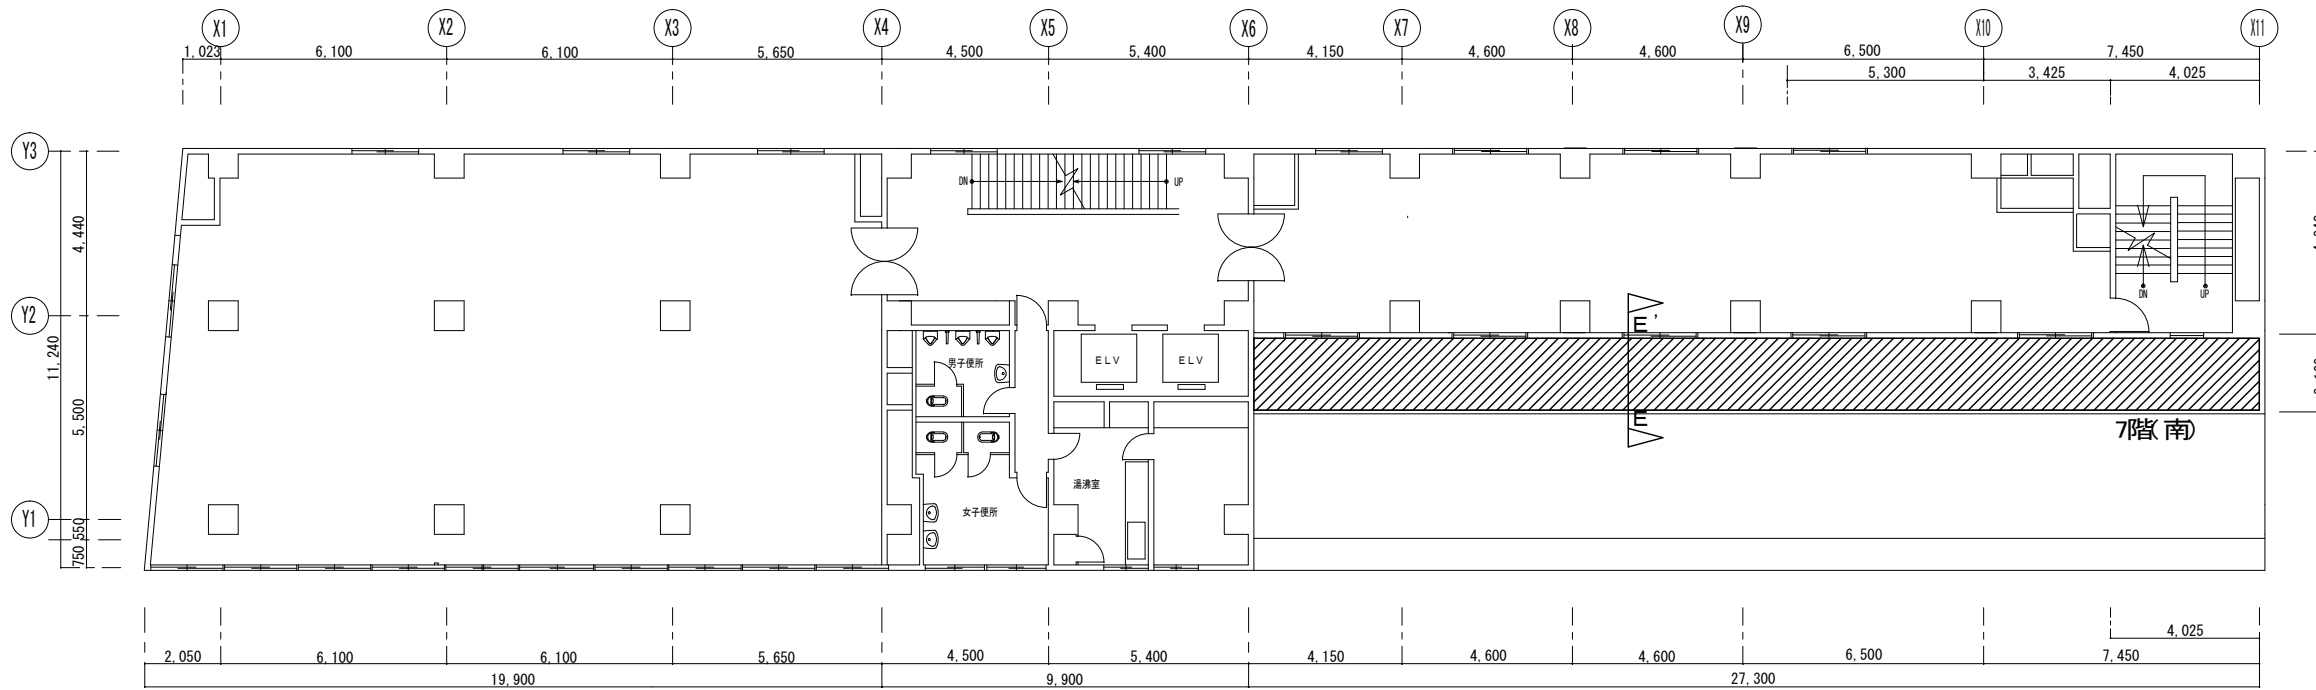 X1 X2 X3 X4 X5 X6 X7 X8 X9 X10 X11
1,023 6,100 6,100 5,650 4,500 5,400 4,150 4,600 4,600 6,500 7,450
5,300 3,425 4,025
Y3
DN UP
4,440
DN UP
Y2
E'
11,240
男子便所
ELV ELV
5,500
E
7階(南)
湯沸室
女子便所
Y1
550
750
4,025
2,050 6,100 6,100 5,650 4,500 5,400 4,150 4,600 4,600 6,500 7,450
19,900 9,900 27,300